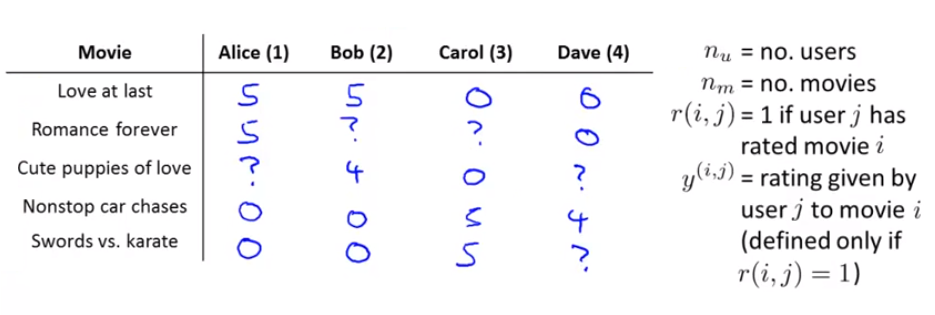 Movie Alice (1) Bob (2) Carol (3) Dave (4)
Love at last 5 5 0 0
Romance forever 5 ? ? 0
Cute puppies of love ? 4 0 ?
Nonstop car chases 0 0 5 4
Swords vs. karate 0 0 5 ?
n_u = no. users
n_m = no. movies
r(i, j) = 1 if user j has
rated movie i
y^(i,j) = rating given by
user j to movie i
(defined only if
r(i, j) = 1)